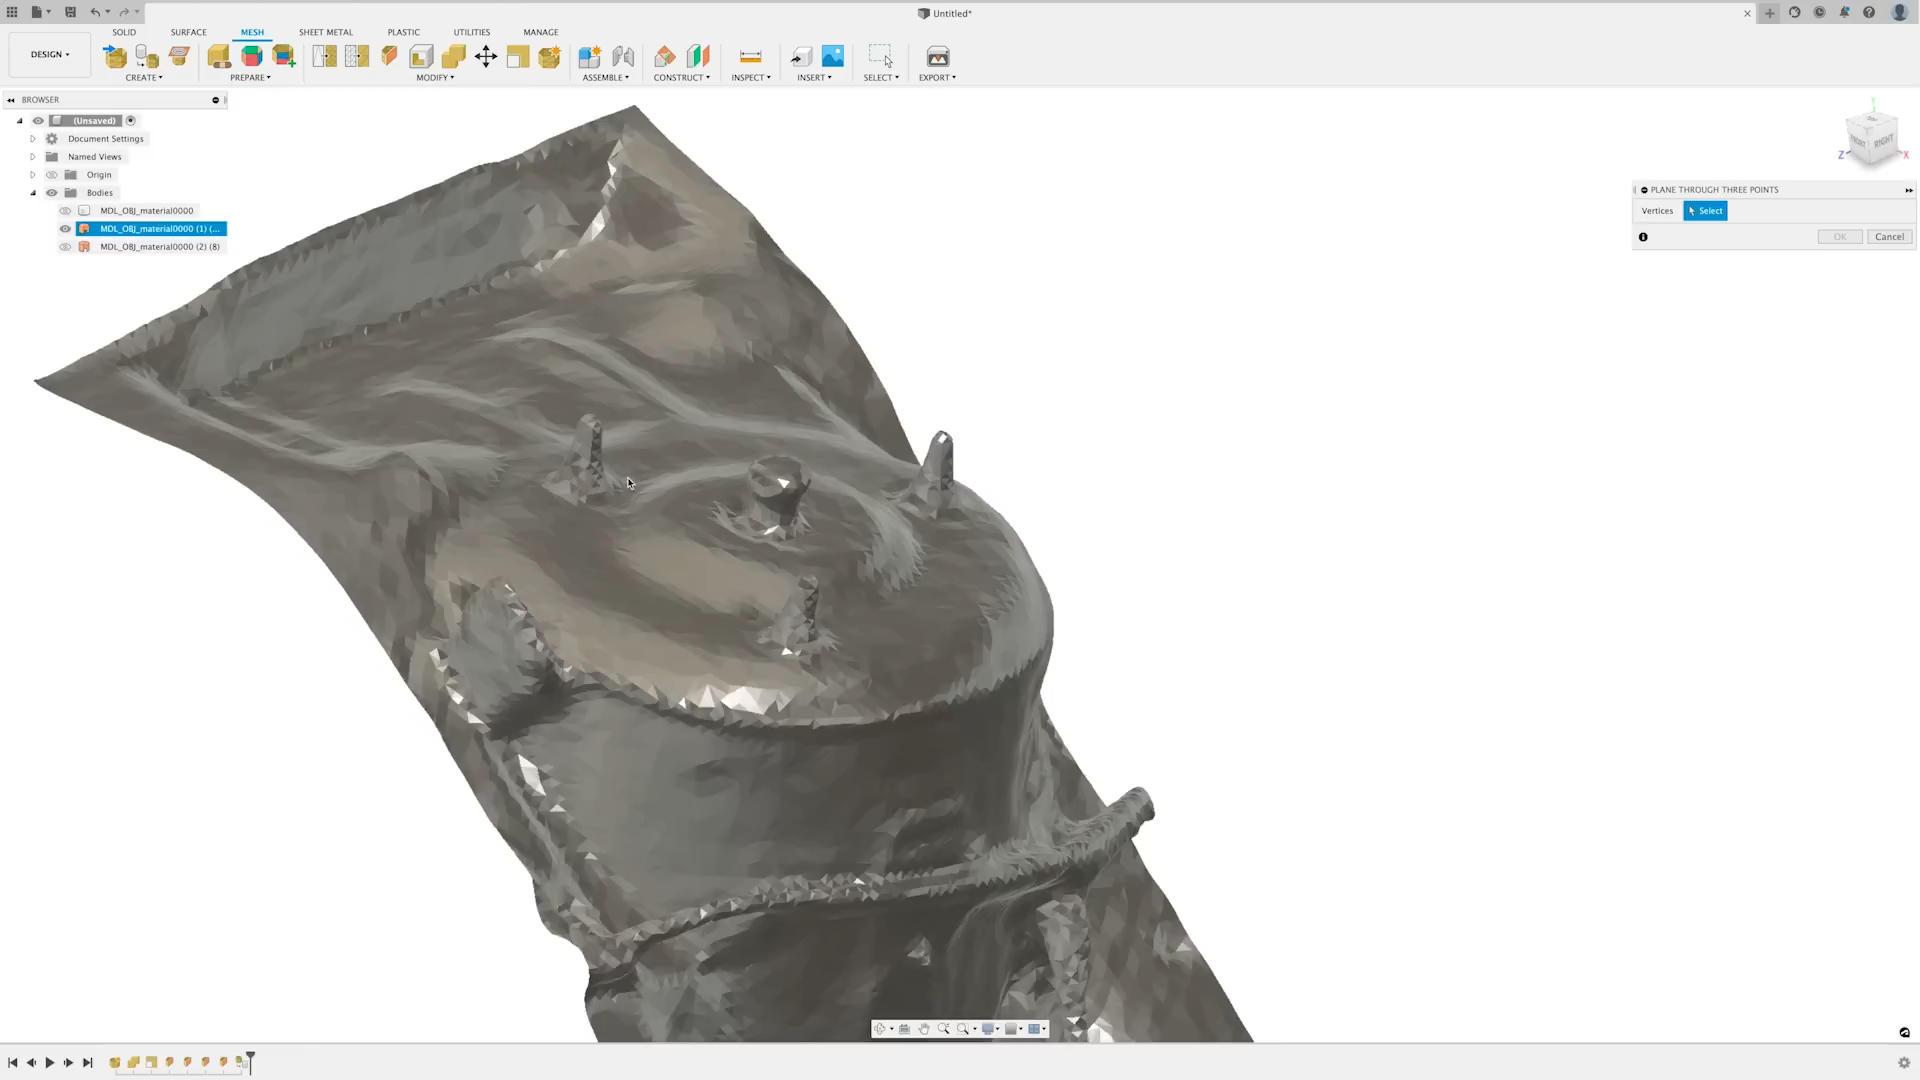 Untitled*
DESIGN
SOLID
SURFACE
MESH
SHEET METAL
PLASTIC
UTILITIES
MANAGE
CREATE
PREPARE
MODIFY
ASSEMBLE
CONSTRUCT
INSPECT
INSERT
SELECT
EXPORT
BROWSER
(Unsaved)
Document Settings
Named Views
Origin
Bodies
MDL_OBJ_material0000
MDL_OBJ_material0000 (1) (...
MDL_OBJ_material0000 (2) (8)
Y
FRONT
RIGHT
Z
X
PLANE THROUGH THREE POINTS
Vertices
Select
OK
Cancel